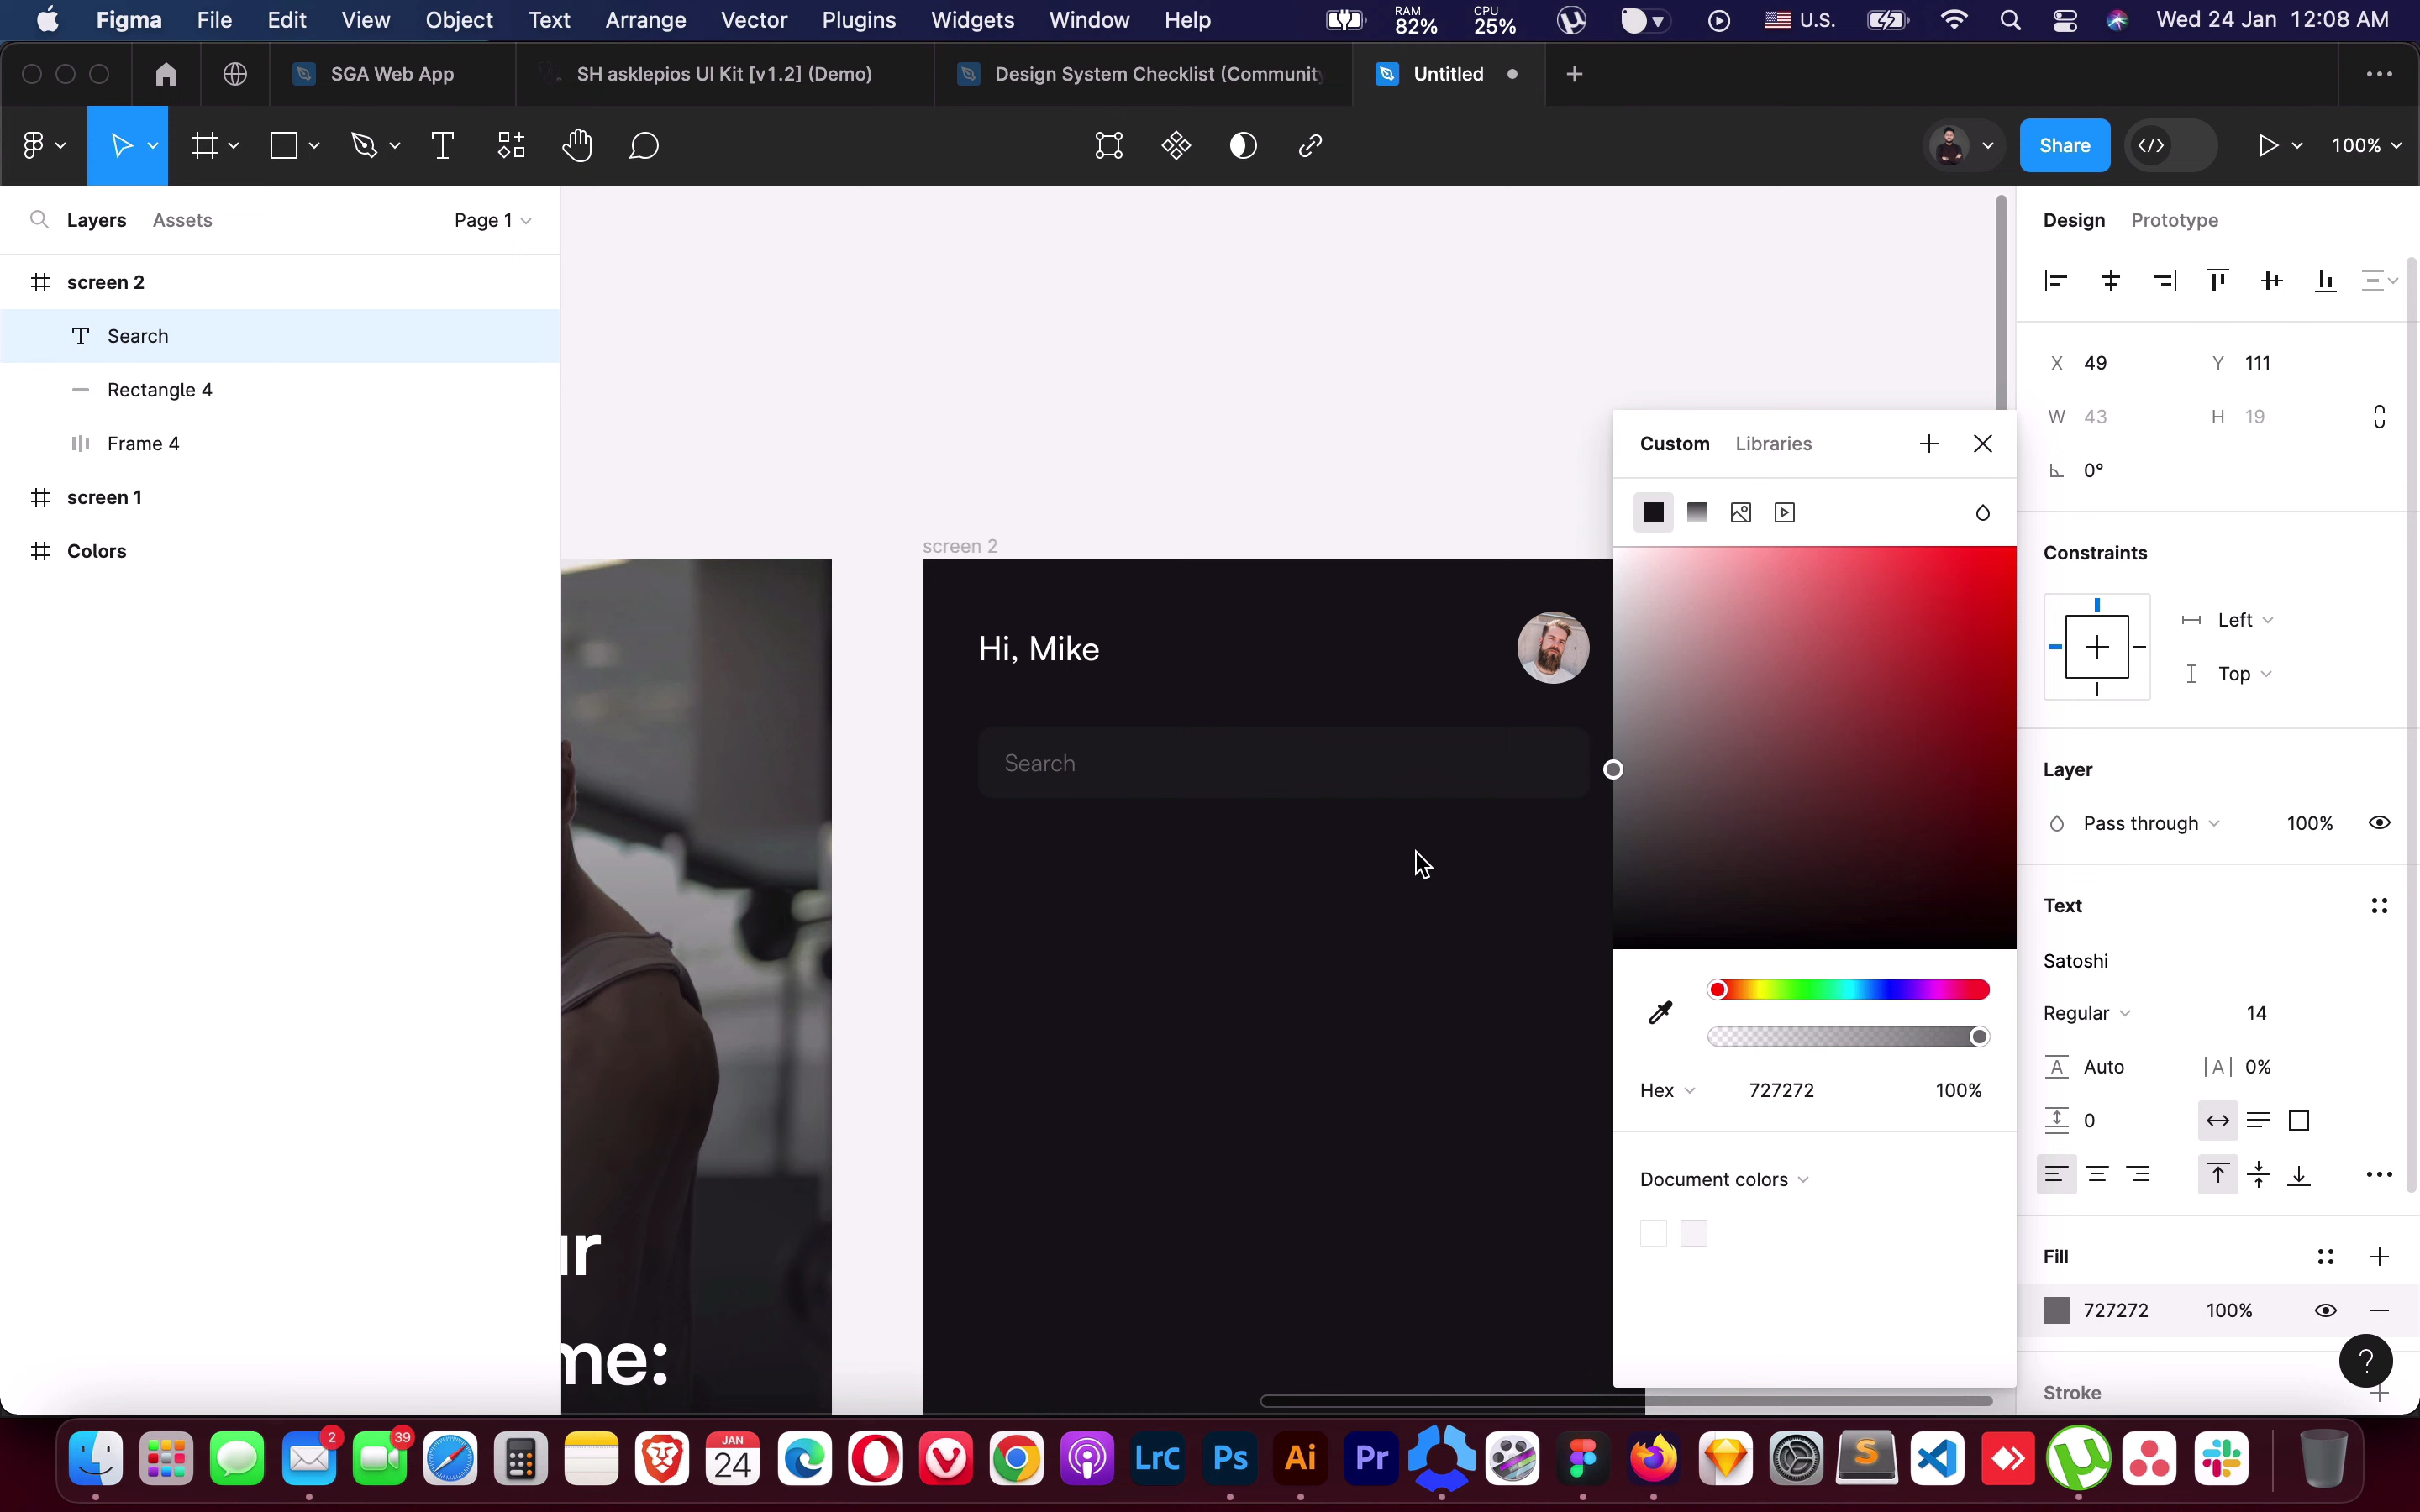 Figma File Edit View Object Text Arrange Vector Plugins Widgets Window Help RAM 82% CPU 25% U.S. Wed 24 Jan 12:08 AM
SGA Web App SH asklepios UI Kit [v1.2] (Demo) Design System Checklist (Community Untitled
Share 100%
Layers Assets Page 1
Design Prototype
screen 2
Search
Rectangle 4
Frame 4
screen 1
Colors
screen 2
Hi, Mike
Search
ur
me:
Custom Libraries
Hex 727272 100%
Document colors
X 49 Y 111
W 43 H 19
0°
Constraints
Left
Top
Layer
Pass through 100%
Text
Satoshi
Regular 14
A Auto |A| 0%
0
Fill
727272 100%
?
Stroke
2 39 JAN 24 LrC Ps Ai Pr S